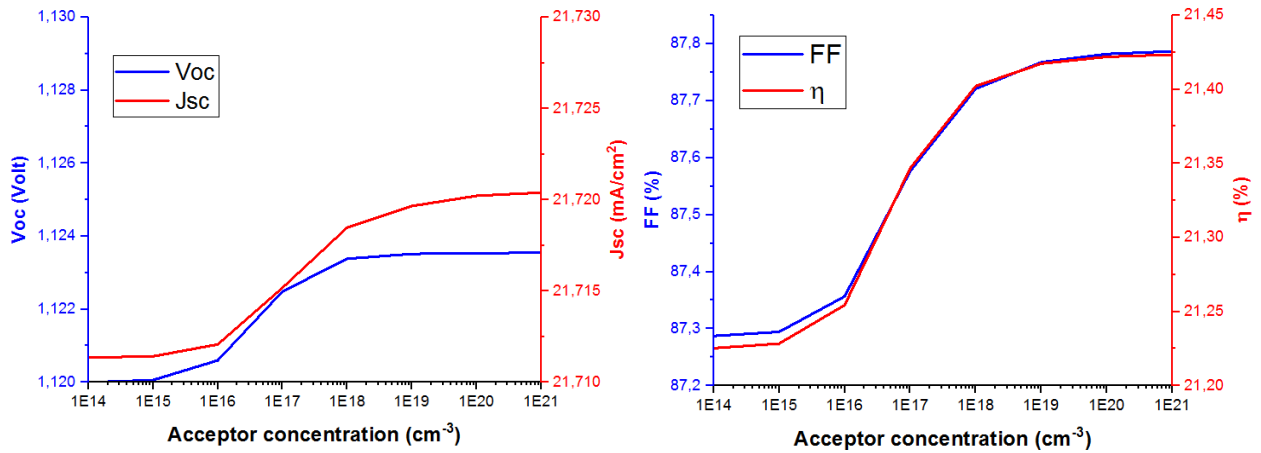 1,130
1,128
1,126
1,124
1,122
1,120
Voc (Volt)
Voc
Jsc
21,730
21,725
21,720
21,715
21,710
Jsc (mA/cm²)
1E14 1E15 1E16 1E17 1E18 1E19 1E20 1E21
Acceptor concentration (cm⁻³)
87,8
87,7
87,6
87,5
87,4
87,3
87,2
FF (%)
FF
η
21,45
21,40
21,35
21,30
21,25
21,20
η (%)
1E14 1E15 1E16 1E17 1E18 1E19 1E20 1E21
Acceptor concentration (cm⁻³)